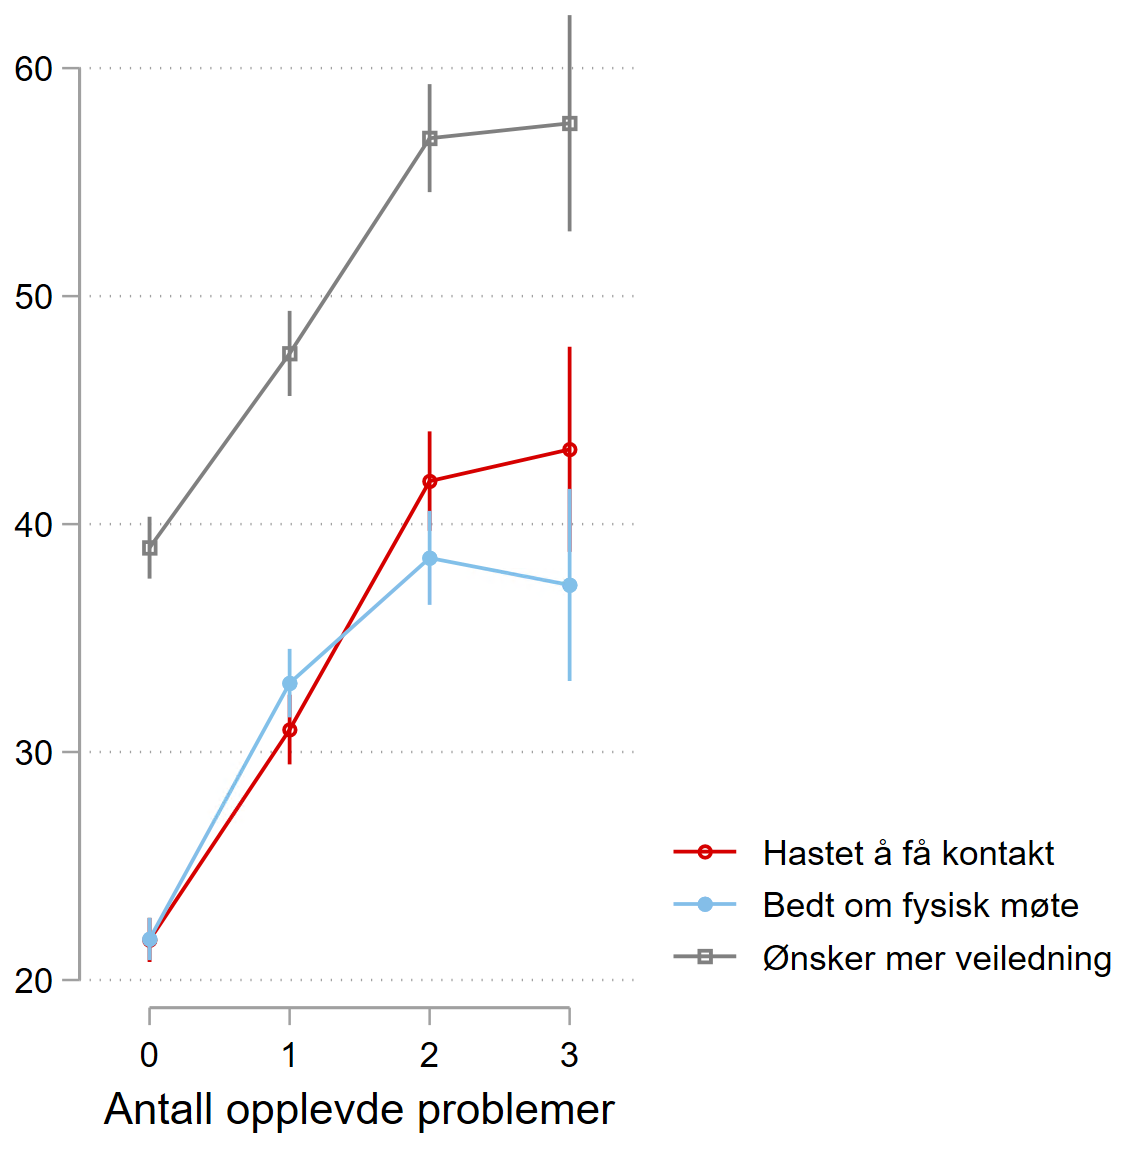 60
50
40
30
20
0 1 2 3
Antall opplevde problemer
Hastet å få kontakt
Bedt om fysisk møte
Ønsker mer veiledning